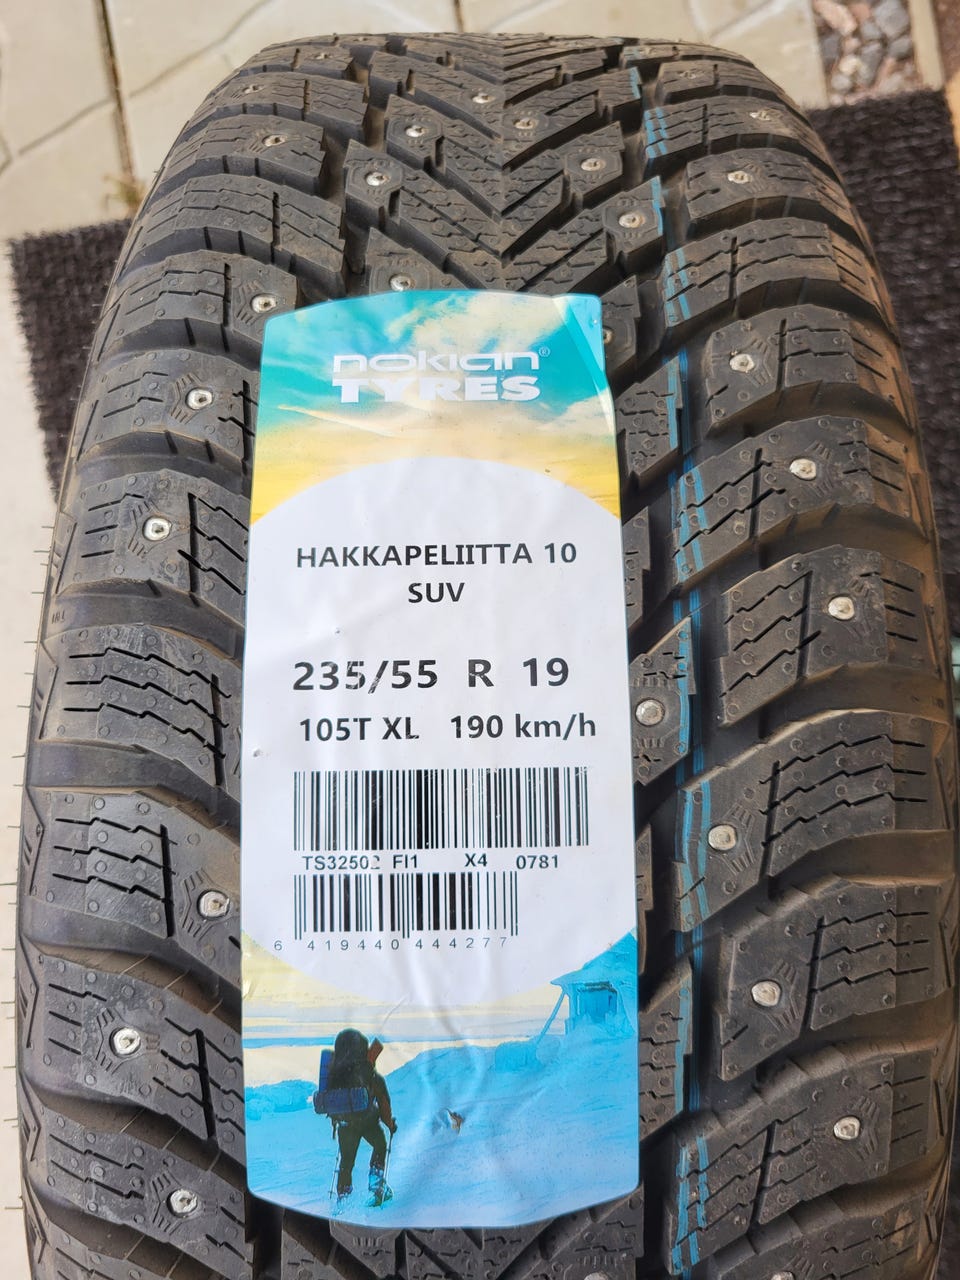 nokian®
TYRES
HAKKAPELIITTA 10
SUV
235/55 R 19
105T XL 190 km/h
TS32502 FI1 X4 0781
6 419440 444277